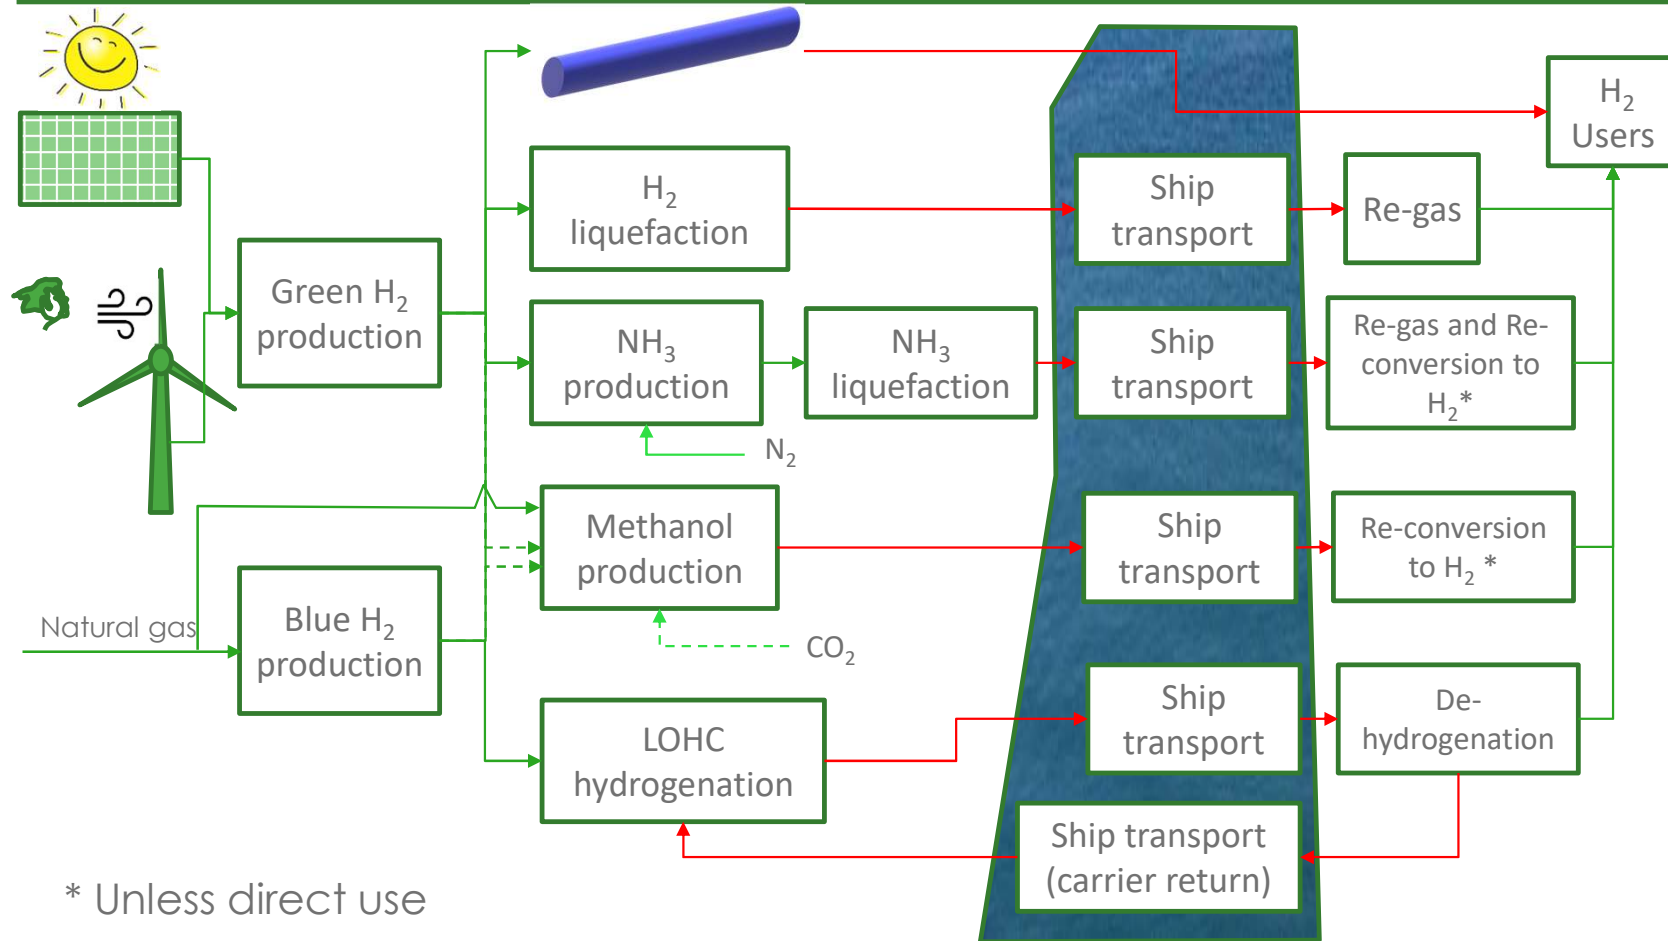 H₂
Users
H₂
liquefaction
Ship
transport
Re-gas
Green H₂
production
NH₃
production
NH₃
liquefaction
Ship
transport
Re-gas and Re-
conversion to
H₂*
N₂
Methanol
production
Ship
transport
Re-conversion
to H₂ *
Natural gas
Blue H₂
production
CO₂
LOHC
hydrogenation
Ship
transport
De-
hydrogenation
Ship transport
(carrier return)
* Unless direct use